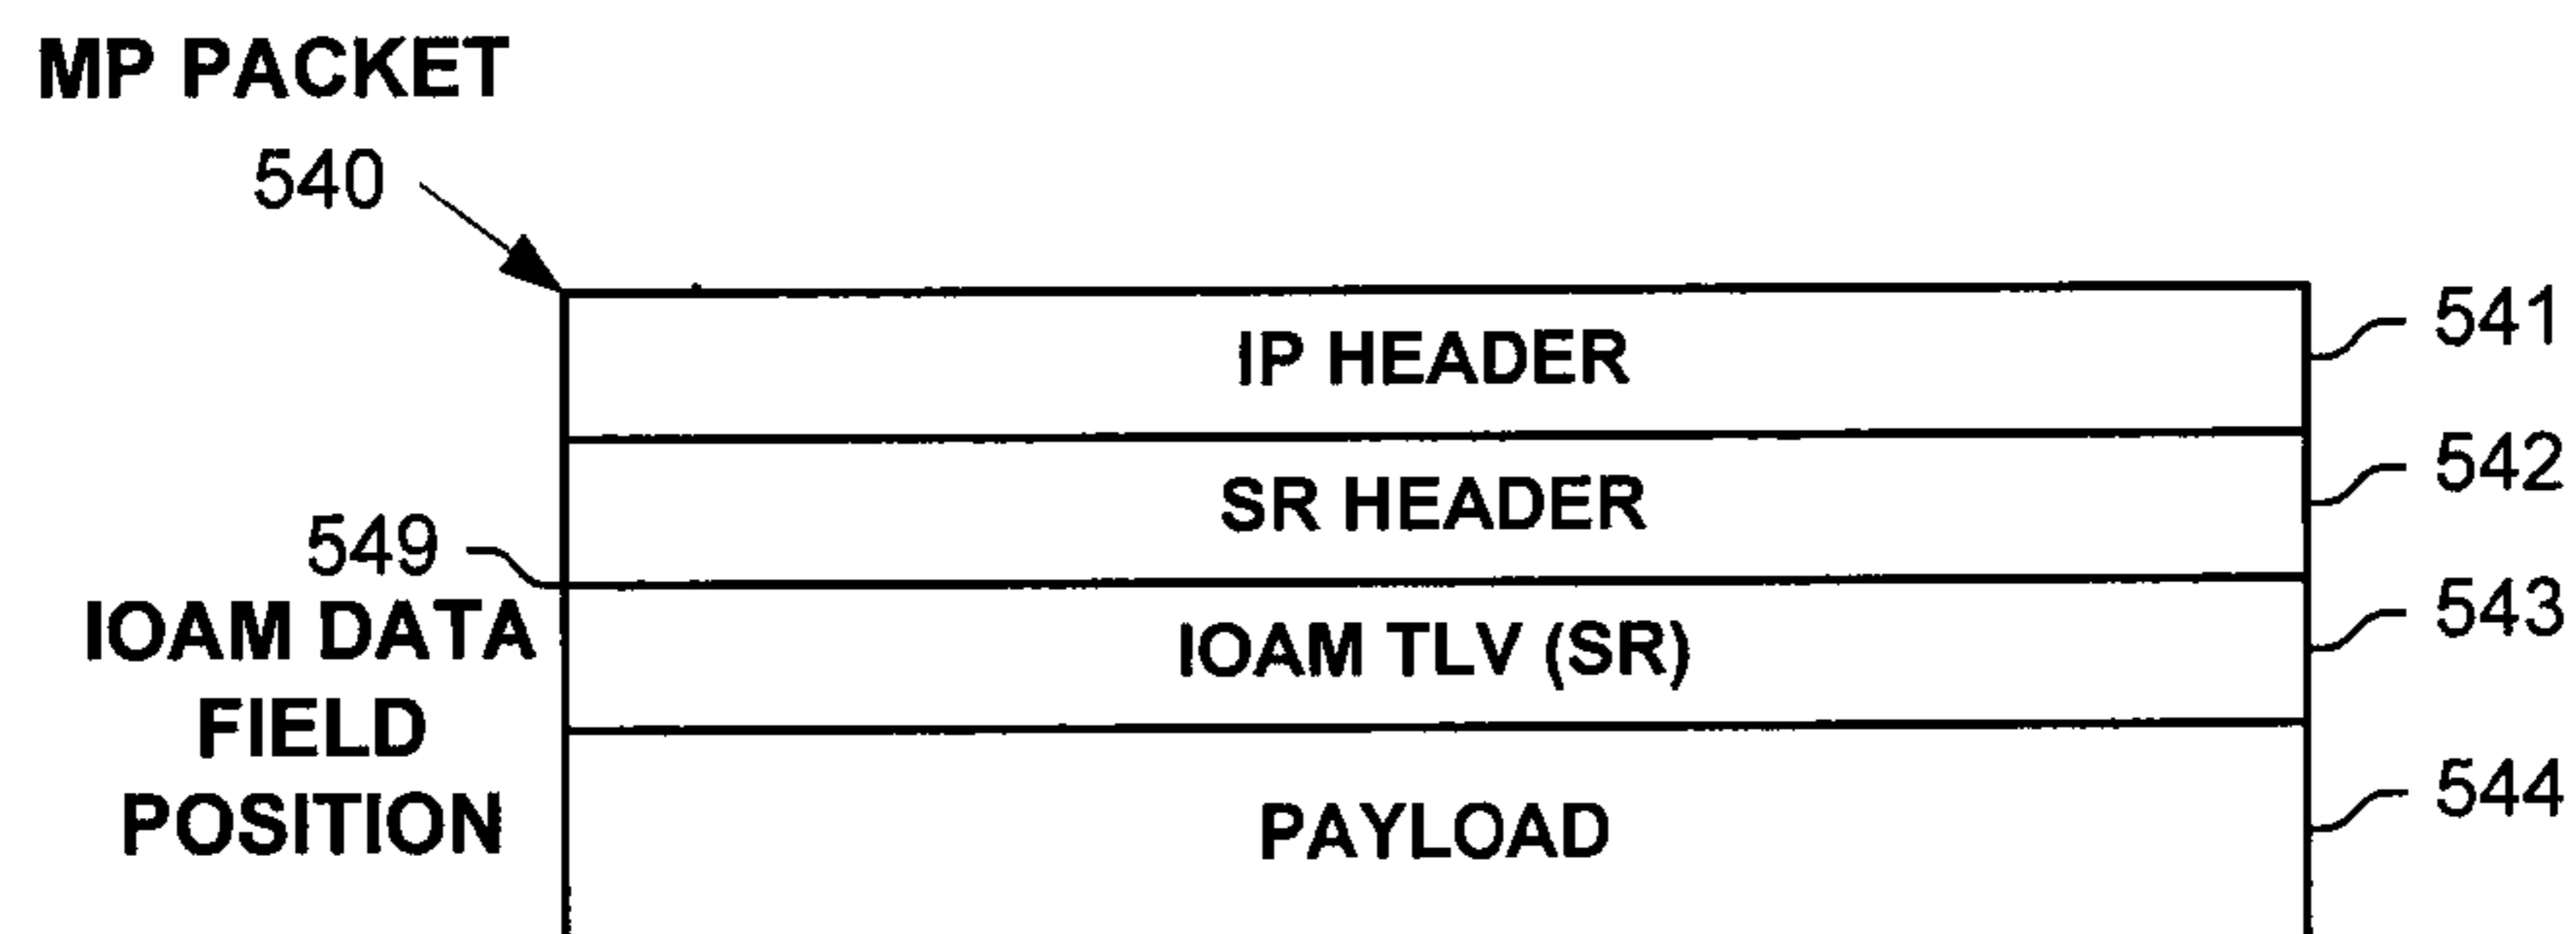 MP PACKET
540
IP HEADER
541
SR HEADER
542
549
IOAM DATA
FIELD
POSITION
IOAM TLV (SR)
543
PAYLOAD
544